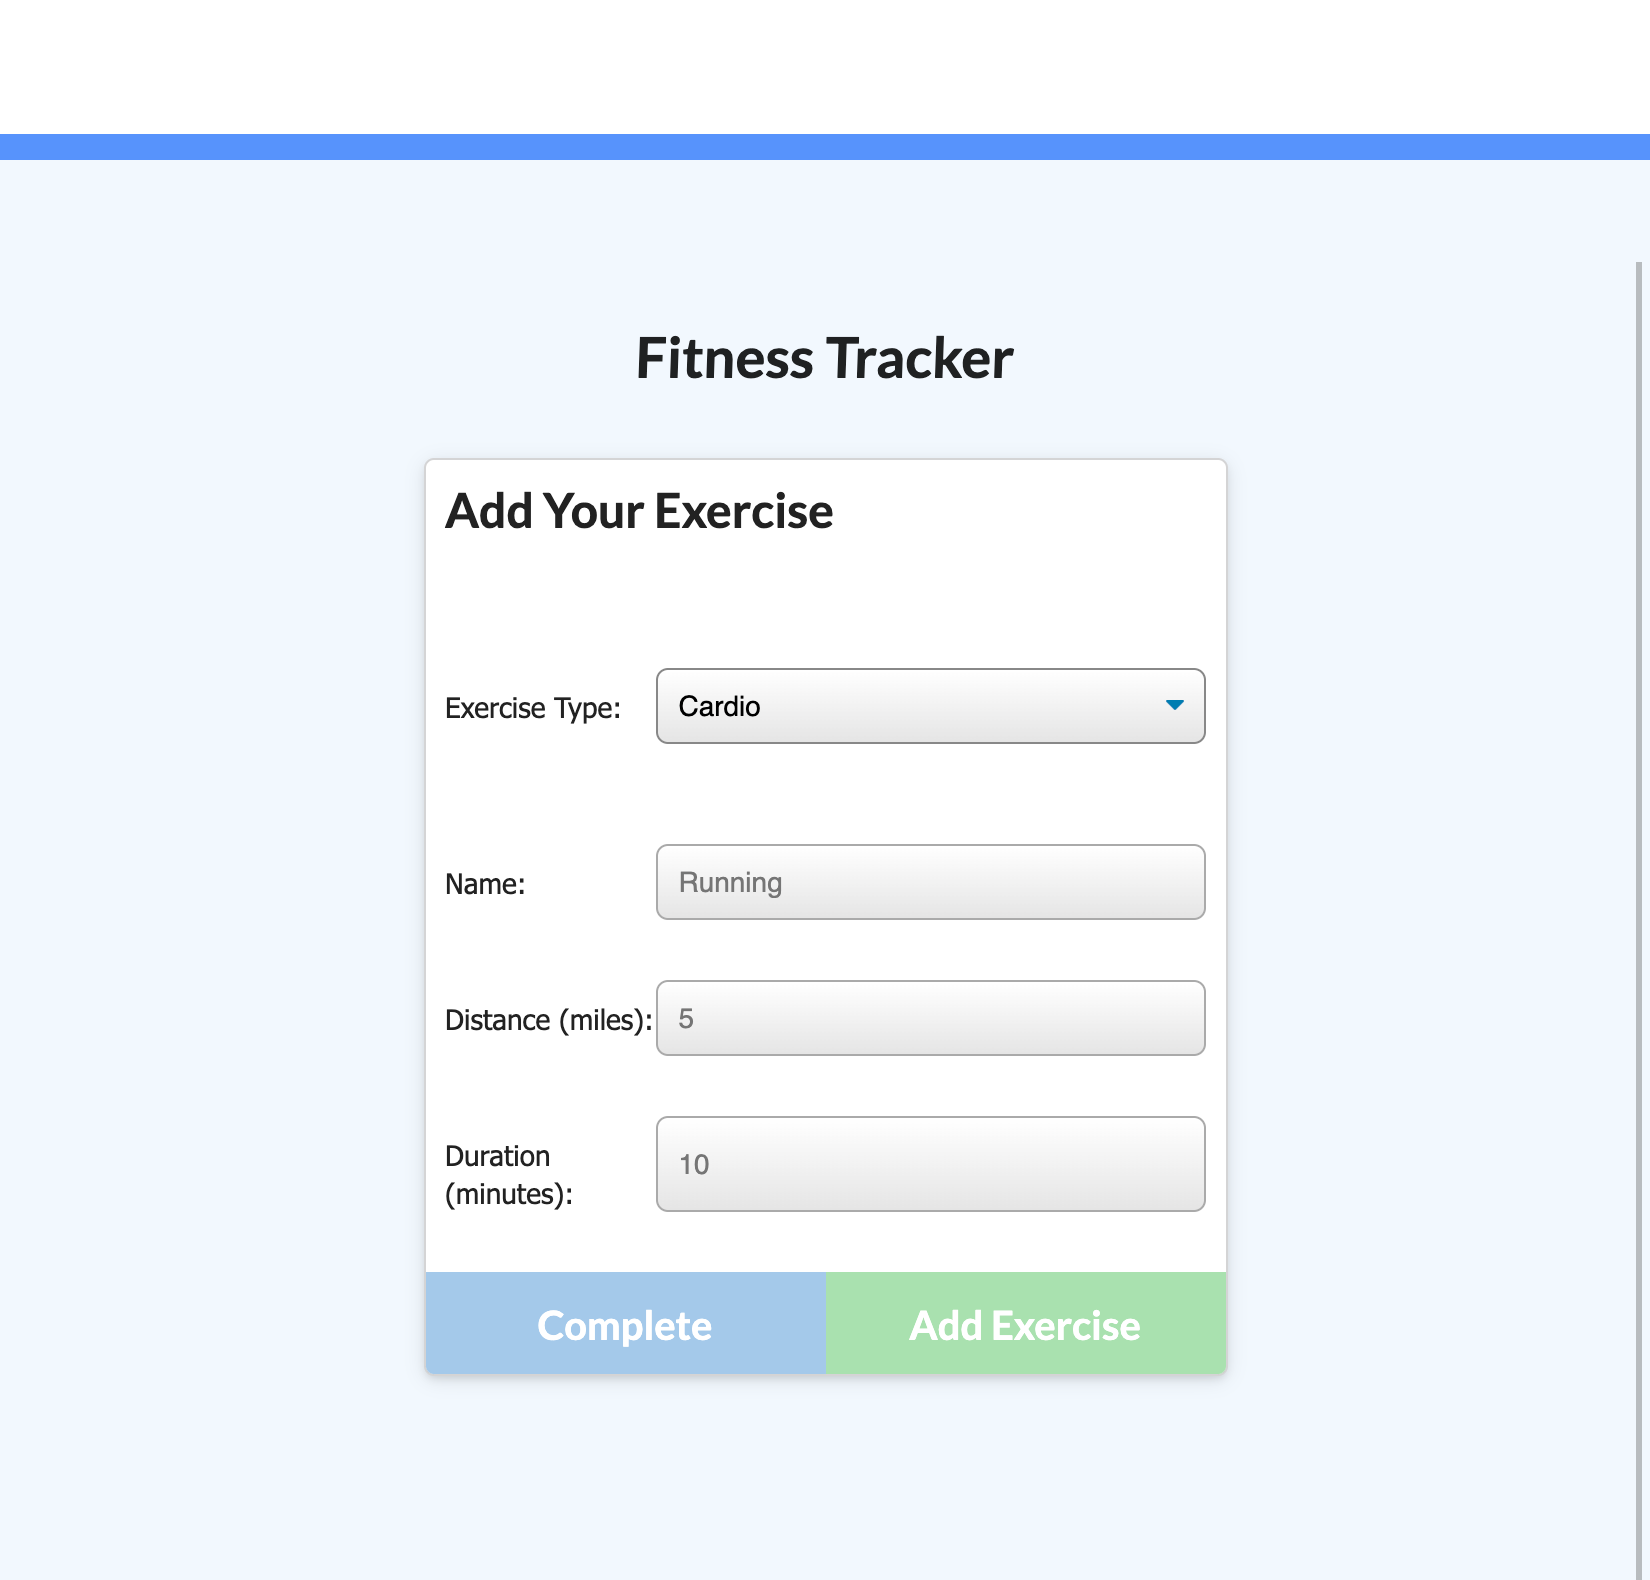 Fitness Tracker
Add Your Exercise
Exercise Type: Cardio
Name: Running
Distance (miles): 5
Duration
(minutes): 10
Complete Add Exercise